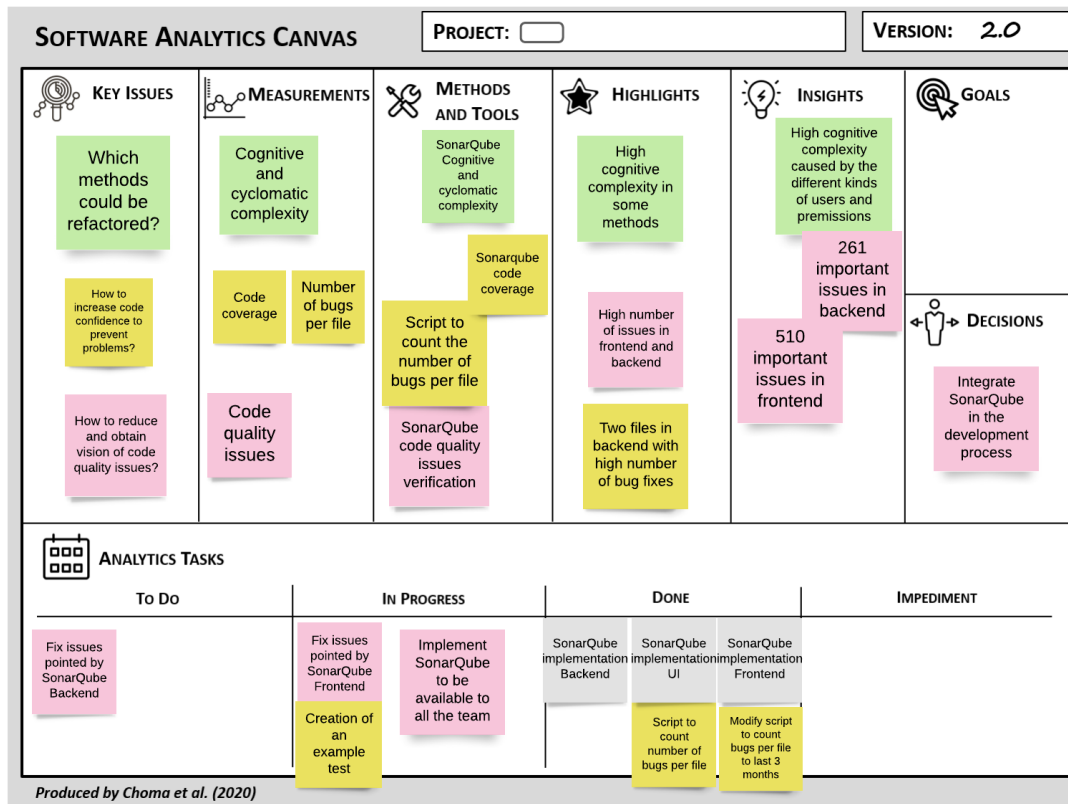 SOFTWARE ANALYTICS CANVAS
PROJECT:
VERSION: 2.0
KEY ISSUES
Which
methods
could be
refactored?
How to
increase code
confidence to
prevent
problems?
How to reduce
and obtain
vision of code
quality issues?
MEASUREMENTS
Cognitive
and
cyclomatic
complexity
Code
coverage
Number
of bugs
per file
Code
quality
issues
METHODS
AND TOOLS
SonarQube
Cognitive
and
cyclomatic
complexity
Sonarqube
code
coverage
Script to
count the
number of
bugs per file
SonarQube
code quality
issues
verification
HIGHLIGHTS
High
cognitive
complexity in
some
methods
High number
of issues in
frontend and
backend
Two files in
backend with
high number
of bug fixes
INSIGHTS
High cognitive
complexity
caused by the
different kinds
of users and
premissions
261
important
issues in
backend
510
important
issues in
frontend
GOALS
DECISIONS
Integrate
SonarQube
in the
development
process
ANALYTICS TASKS
TO DO
Fix issues
pointed by
SonarQube
Backend
IN PROGRESS
Fix issues
pointed by
SonarQube
Frontend
Creation of
an
example
test
Implement
SonarQube
to be
available to
all the team
DONE
SonarQube
implementation
Backend
SonarQube
implementation
UI
SonarQube
implementation
Frontend
Script to
count
number of
bugs per file
Modify script
to count
bugs per file
to last 3
months
IMPEDIMENT
Produced by Choma et al. (2020)